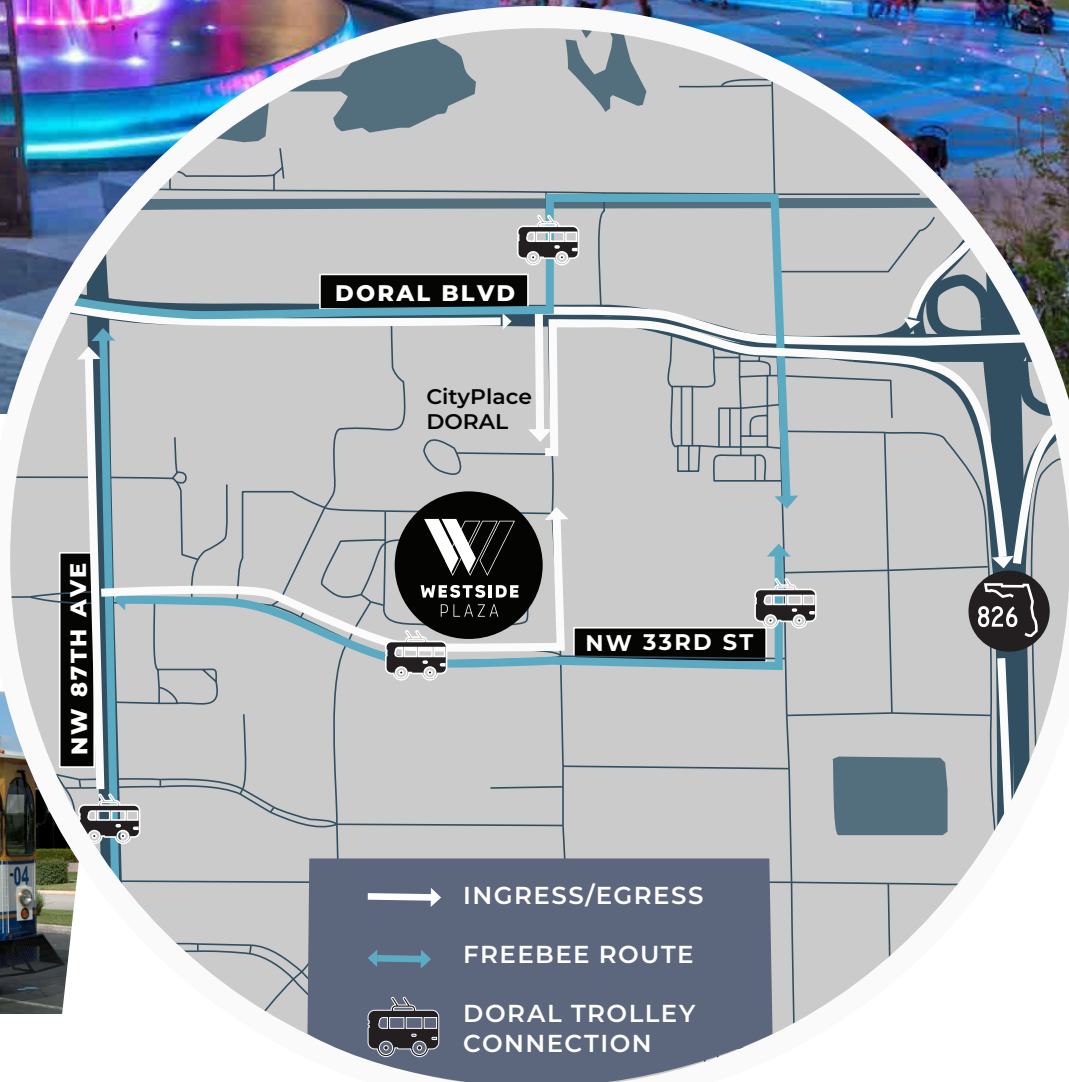 DORAL BLVD
CityPlace
DORAL
WESTSIDE
PLAZA
NW 87TH AVE
NW 33RD ST
826
-04
INGRESS/EGRESS
FREEBEE ROUTE
DORAL TROLLEY
CONNECTION